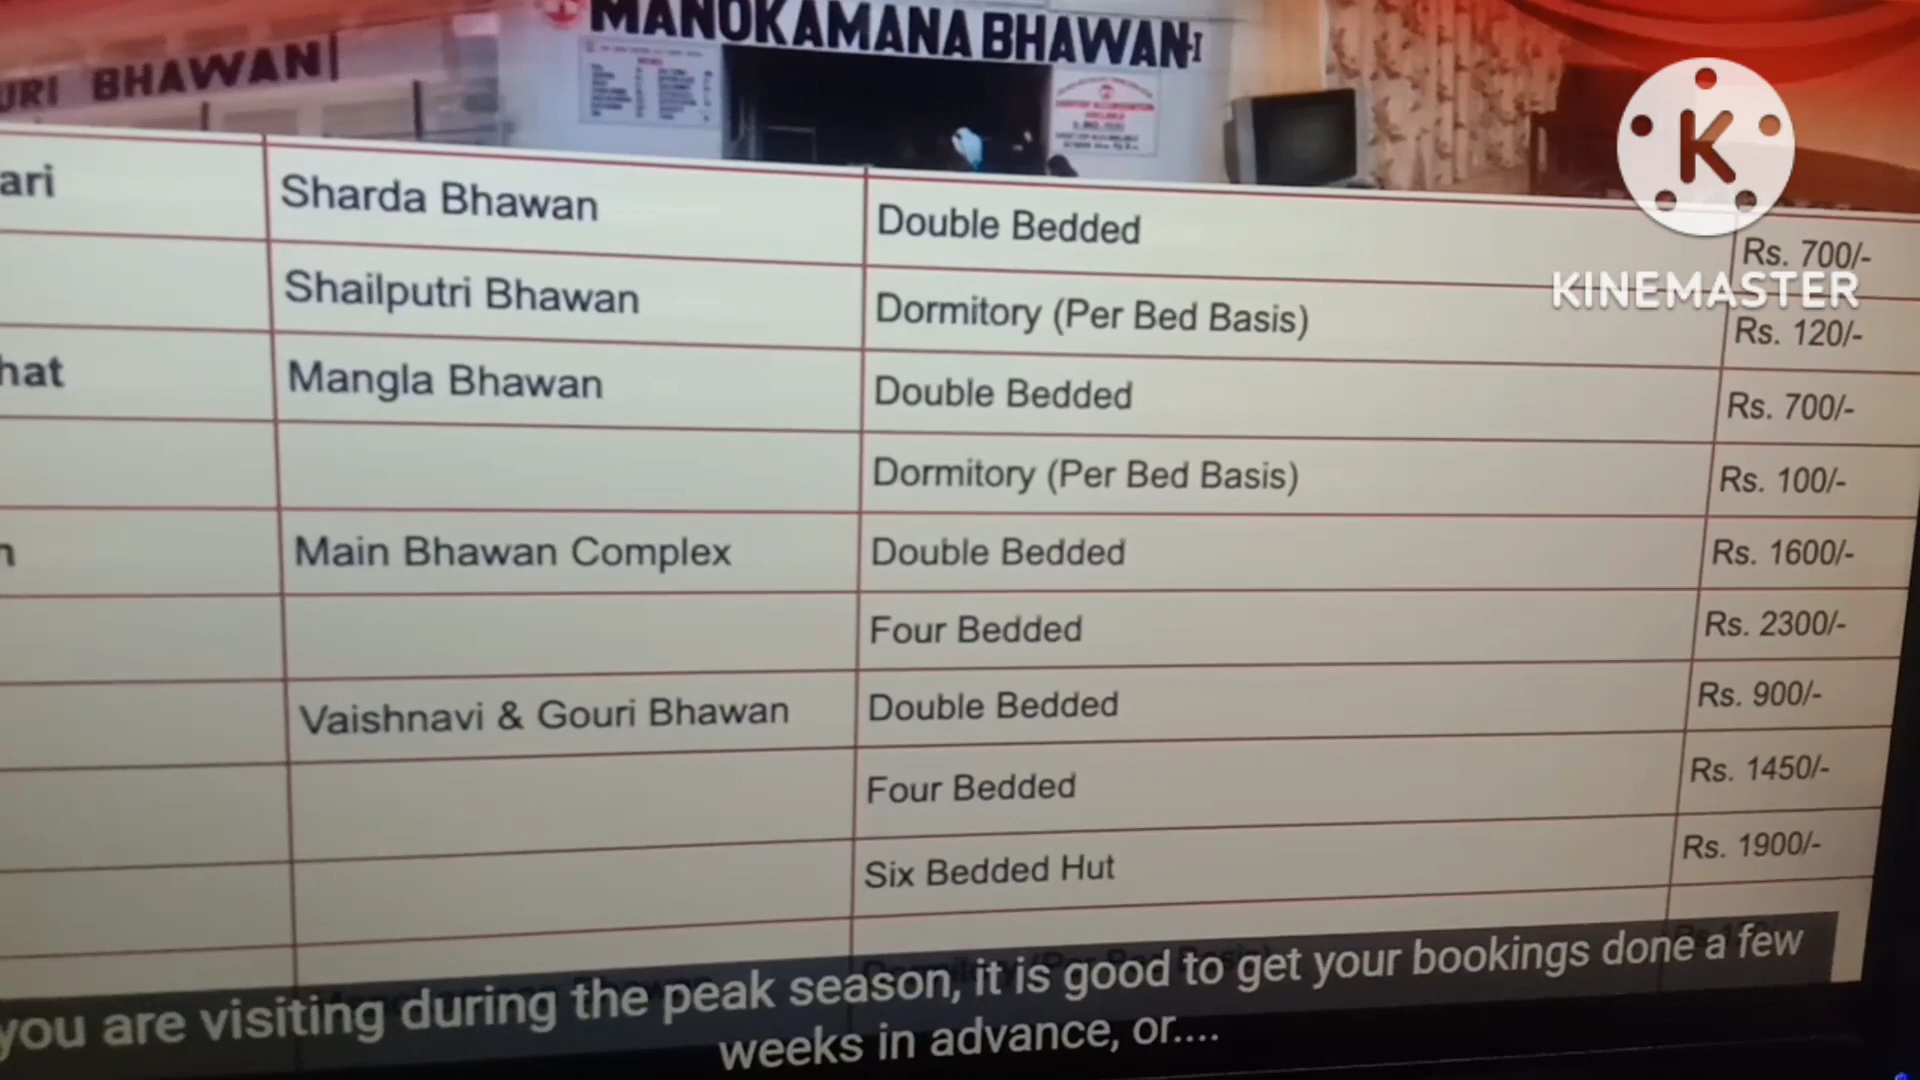 MANOKAMANA BHAWAN-I
URI BHAWAN
K
KINEMASTER
ari Sharda Bhawan Double Bedded Rs. 700/-
Shailputri Bhawan Dormitory (Per Bed Basis) Rs. 120/-
hat Mangla Bhawan Double Bedded Rs. 700/-
Dormitory (Per Bed Basis) Rs. 100/-
n Main Bhawan Complex Double Bedded Rs. 1600/-
Four Bedded Rs. 2300/-
Vaishnavi & Gouri Bhawan Double Bedded Rs. 900/-
Four Bedded Rs. 1450/-
Six Bedded Hut Rs. 1900/-
you are visiting during the peak season, it is good to get your bookings done a few
weeks in advance, or....